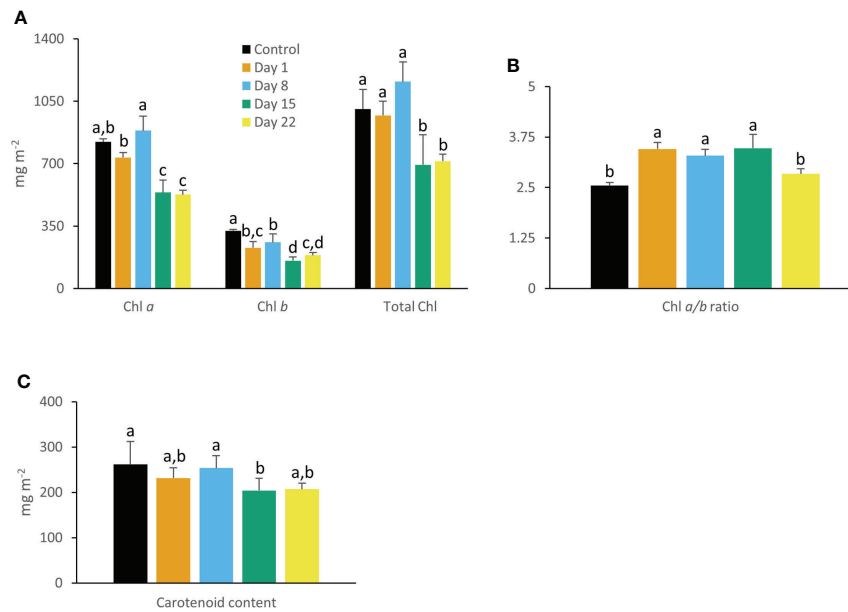 A
1400
1050
700
350
0
mg m⁻²
Control
Day 1
Day 8
Day 15
Day 22
a,b
b
a
c
c
a
b,c
b
d
c,d
a
a
a
b
b
Chl a
Chl b
Total Chl
B
5
3.75
2.5
1.25
0
b
a
a
a
b
Chl a/b ratio
C
400
300
200
100
0
mg m⁻²
a
a,b
a
b
a,b
Carotenoid content